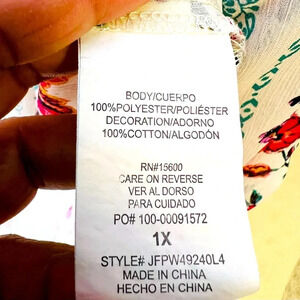 BODY/CUERPO
100%POLYESTER/POLIÉSTER
DECORATION/ADORNO
100%COTTON/ALGODÓN
RN#15600
CARE ON REVERSE
VER AL DORSO
PARA CUIDADO
PO# 100-00091572
1X
STYLE# JFPW49240L4
MADE IN CHINA
HECHO EN CHINA